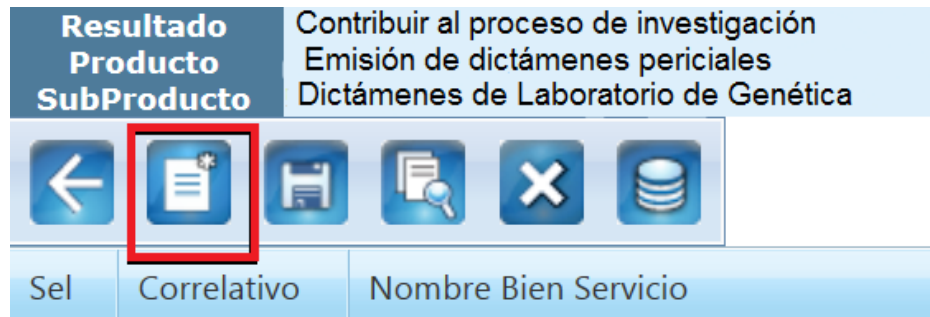 Resultado Contribuir al proceso de investigación
Producto Emisión de dictámenes periciales
SubProducto Dictámenes de Laboratorio de Genética
Sel Correlativo Nombre Bien Servicio